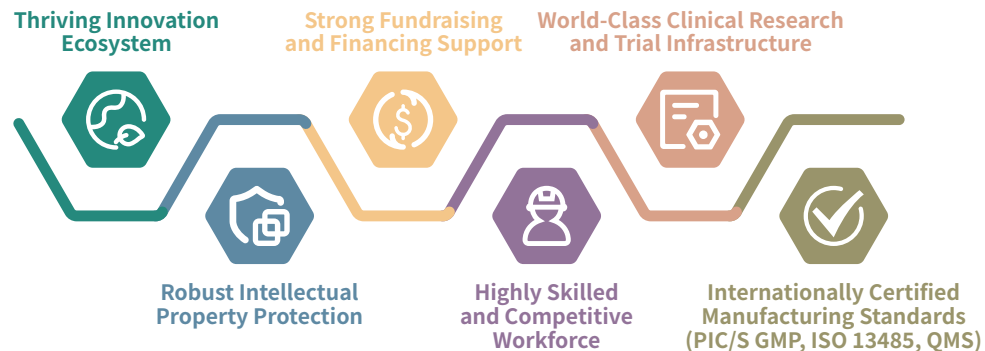 Thriving Innovation
Ecosystem
Strong Fundraising
and Financing Support
World-Class Clinical Research
and Trial Infrastructure
$
Robust Intellectual
Property Protection
Highly Skilled
and Competitive
Workforce
Internationally Certified
Manufacturing Standards
(PIC/S GMP, ISO 13485, QMS)